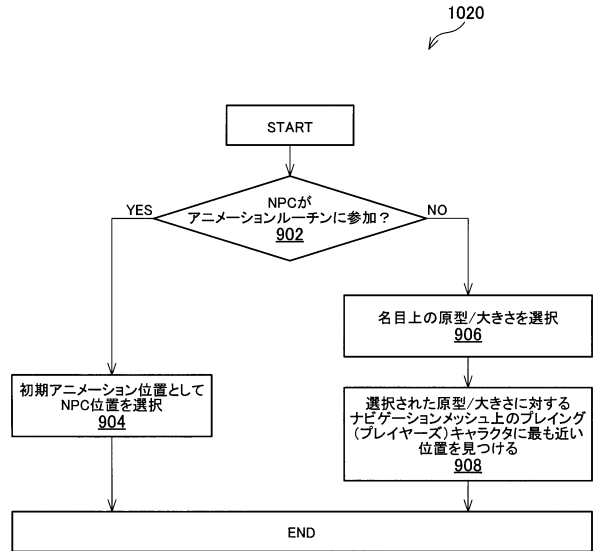 1020
START
NPCが
アニメーションルーチンに参加？
902
YES
NO
名目上の原型/大きさを選択
906
初期アニメーション位置として
NPC位置を選択
904
選択された原型/大きさに対する
ナビゲーションメッシュ上のプレイング
(プレイヤーズ)キャラクタに最も近い
位置を見つける
908
END